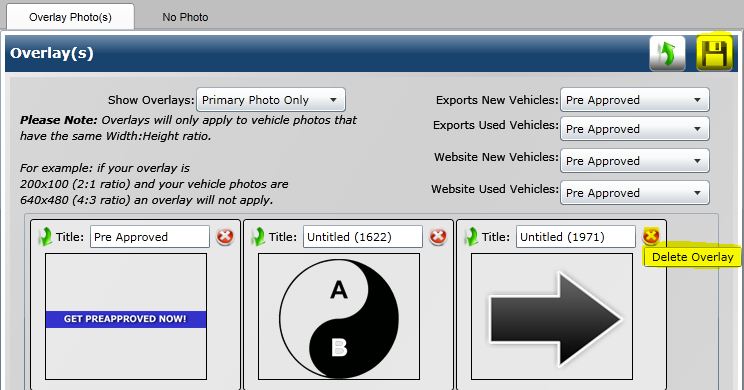 Overlay Photo(s)
No Photo
Overlay(s)
Show Overlays: Primary Photo Only
Please Note: Overlays will only apply to vehicle photos that
have the same Width:Height ratio.
For example: if your overlay is
200x100 (2:1 ratio) and your vehicle photos are
640x480 (4:3 ratio) an overlay will not apply.
Exports New Vehicles: Pre Approved
Exports Used Vehicles: Pre Approved
Website New Vehicles: Pre Approved
Website Used Vehicles: Pre Approved
Title: Pre Approved
GET PREAPPROVED NOW!
Title: Untitled (1622)
A
B
Title: Untitled (1971)
Delete Overlay